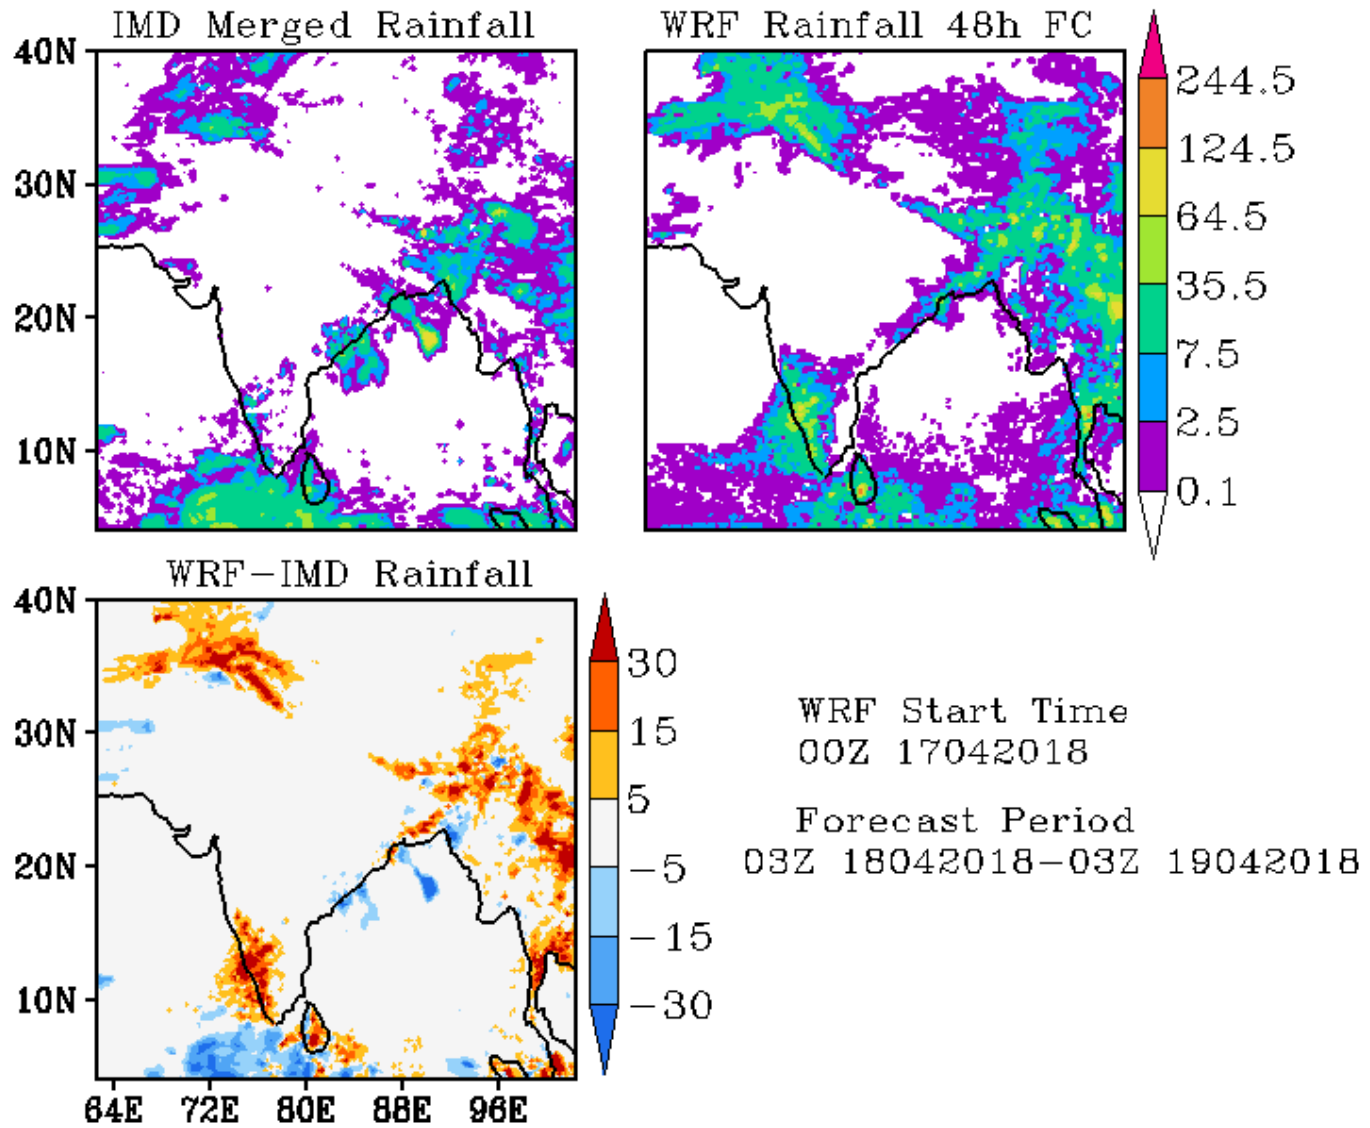 IMD Merged Rainfall
WRF Rainfall 48h FC
40N
30N
20N
10N
244.5
124.5
64.5
35.5
7.5
2.5
0.1
WRF-IMD Rainfall
40N
30N
20N
10N
64E 72E 80E 88E 96E
30
15
5
-5
-15
-30
WRF Start Time
00Z 17042018
Forecast Period
03Z 18042018-03Z 19042018